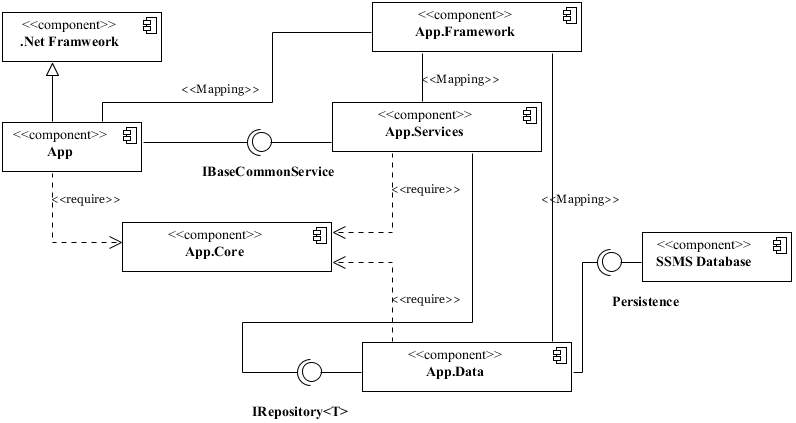 <<component>>
.Net Framweork
<<component>>
App.Framework
<<Mapping>>
<<Mapping>>
<<component>>
App
<<component>>
App.Services
IBaseCommonService
<<require>>
<<require>>
<<Mapping>>
<<component>>
App.Core
<<component>>
SSMS Database
<<require>>
Persistence
<<component>>
App.Data
IRepository<T>